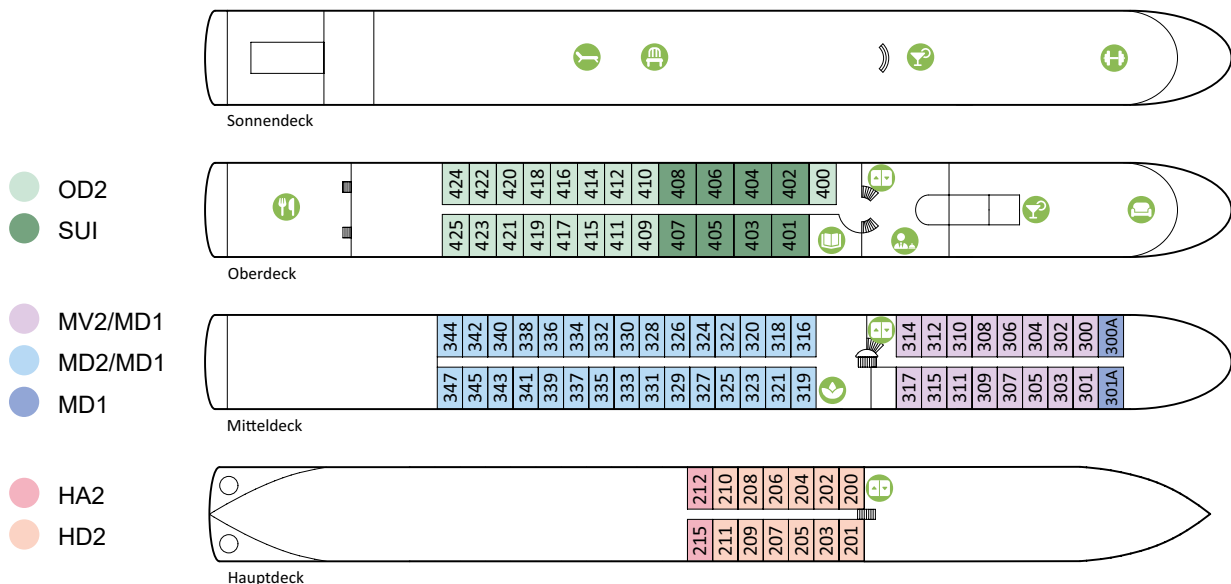 Sonnendeck
OD2
SUI
424 422 420 418 416 414 412 410 408 406 404 402 400
425 423 421 419 417 415 411 409 407 405 403 401
Oberdeck
MV2/MD1
MD2/MD1
MD1
344 342 340 338 336 334 332 330 328 326 324 322 320 318 316 314 312 310 308 306 304 302 300 300A
347 345 343 341 339 337 335 333 331 329 327 325 323 321 319 317 315 311 309 307 305 303 301 301A
Mitteldeck
HA2
HD2
212 210 208 206 204 202 200
215 211 209 207 205 203 201
Hauptdeck